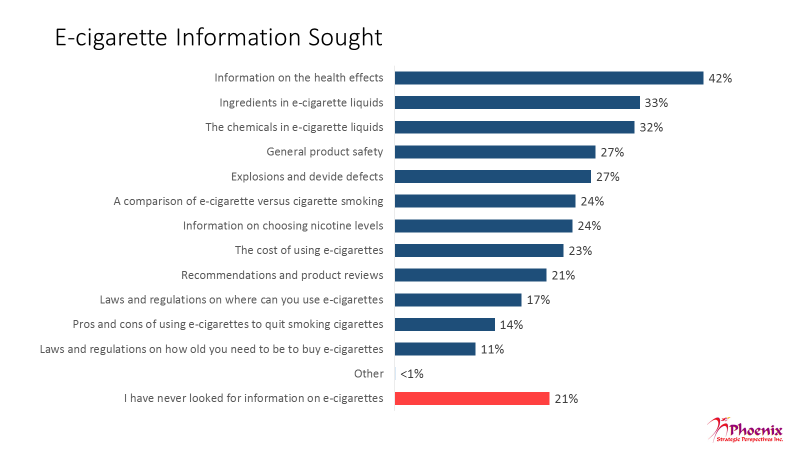 E-cigarette Information Sought
Information on the health effects 42%
Ingredients in e-cigarette liquids 33%
The chemicals in e-cigarette liquids 32%
General product safety 27%
Explosions and devide defects 27%
A comparison of e-cigarette versus cigarette smoking 24%
Information on choosing nicotine levels 24%
The cost of using e-cigarettes 23%
Recommendations and product reviews 21%
Laws and regulations on where can you use e-cigarettes 17%
Pros and cons of using e-cigarettes to quit smoking cigarettes 14%
Laws and regulations on how old you need to be to buy e-cigarettes 11%
Other <1%
I have never looked for information on e-cigarettes 21%
Phoenix
Strategic Perspectives Inc.